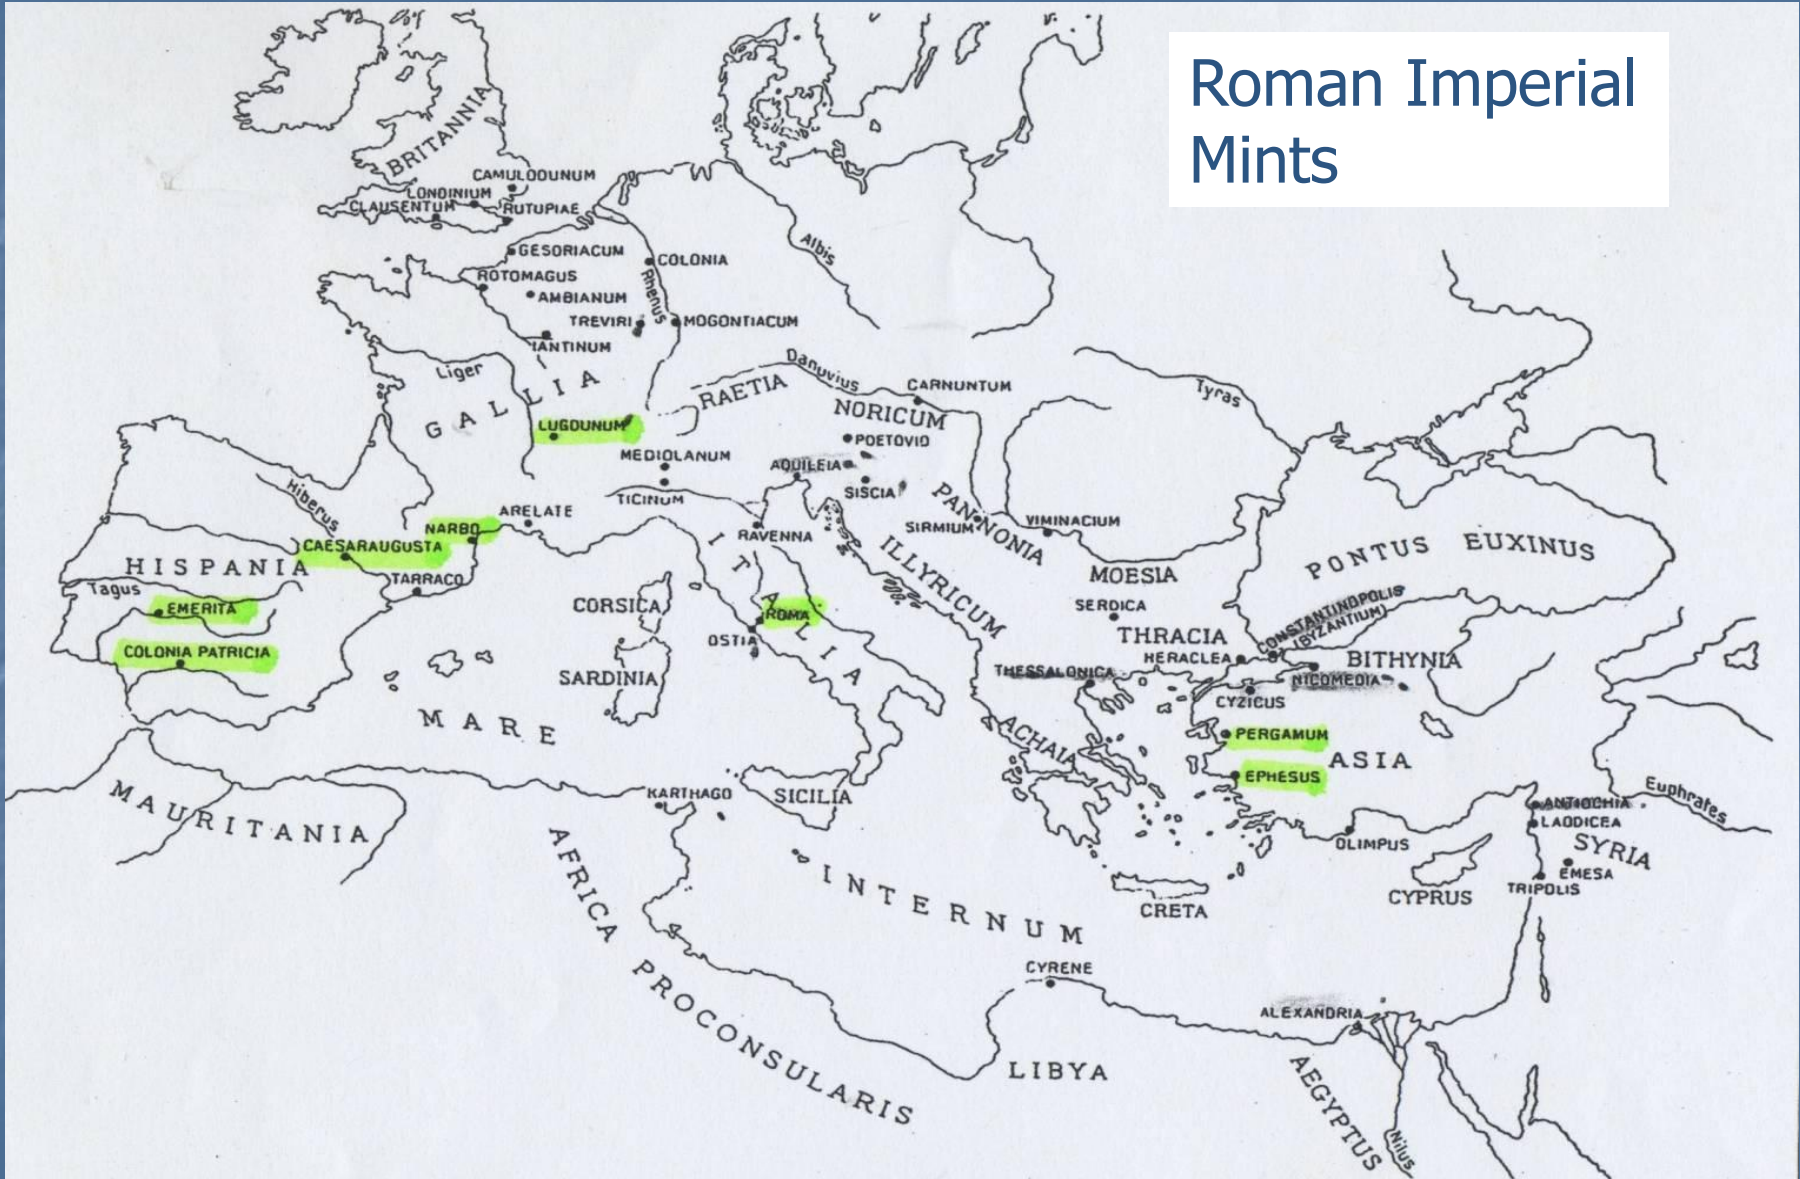 Roman Imperial
Mints
BRITANNIA
CAMULODUNUM
LONDINIUM
CLAUSENTUM
RUTUPIAE
GESORIACUM
COLONIA
Rhenus
Albis
ROTOMAGUS
AMBIANUM
TREVIRI
MOGONTIACUM
IANTINUM
Liger
GALLIA
RAETIA
Danuvius
CARNUNTUM
NORICUM
Tyras
LUGDUNUM
POETOVIO
MEDIOLANUM
AQUILEIA
TICINUM
SISCIA
Hiberus
ARELATE
NARBO
RAVENNA
SIRMIUM
PANNONIA
VIMINACIUM
CAESARAUGUSTA
HISPANIA
TARRACO
Tagus
EMERITA
COLONIA PATRICIA
ITALIA
ILLYRICUM
MOESIA
PONTUS EUXINUS
CORSICA
ROMA
OSTIA
SERDICA
THRACIA
CONSTANTINOPOLIS
(BYZANTIUM)
HERACLEA
BITHYNIA
SARDINIA
THESSALONICA
NICOMEDIA
CYZICUS
MARE
ACHAIA
PERGAMUM
ASIA
EPHESUS
MAURITANIA
KARTHAGO
SICILIA
ANTIOCHIA
Euphrates
LAODICEA
OLIMPUS
SYRIA
EMESA
TRIPOLIS
CYPRUS
CRETA
INTERNUM
AFRICA PROCONSULARIS
CYRENE
ALEXANDRIA
LIBYA
AEGYPTUS
Nilus